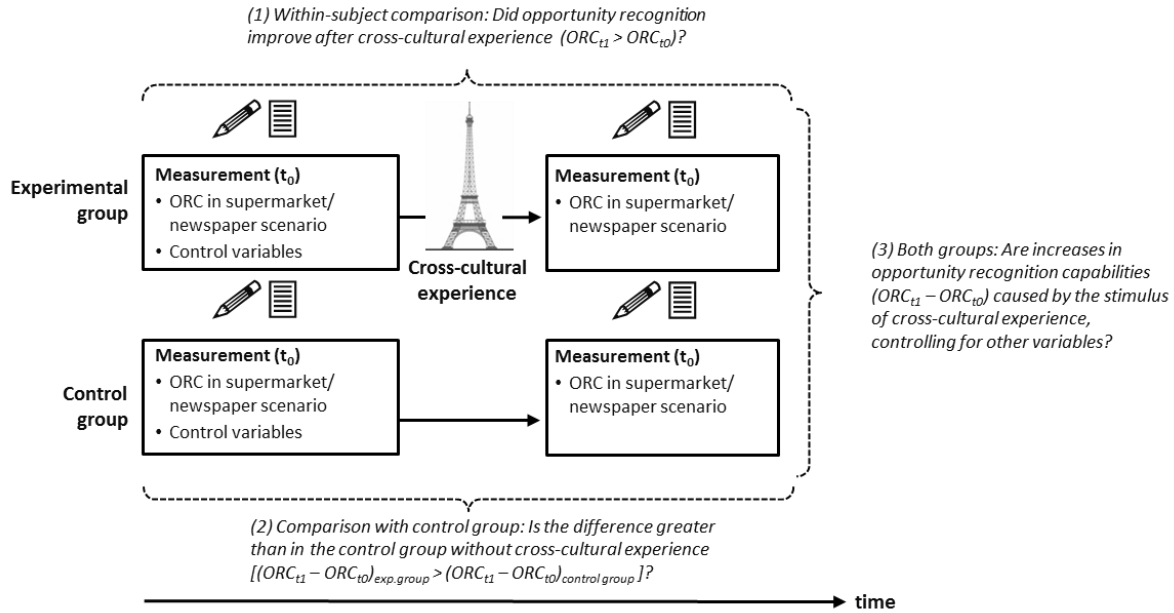 (1) Within-subject comparison: Did opportunity recognition
improve after cross-cultural experience (ORCt1 > ORCt0)?
Experimental
group
Measurement (t0)
• ORC in supermarket/
newspaper scenario
• Control variables
Cross-cultural
experience
Measurement (t0)
• ORC in supermarket/
newspaper scenario
Control
group
Measurement (t0)
• ORC in supermarket/
newspaper scenario
• Control variables
Measurement (t0)
• ORC in supermarket/
newspaper scenario
(3) Both groups: Are increases in
opportunity recognition capabilities
(ORCt1 – ORCt0) caused by the stimulus
of cross-cultural experience,
controlling for other variables?
(2) Comparison with control group: Is the difference greater
than in the control group without cross-cultural experience
[(ORCt1 – ORCt0)exp.group > (ORCt1 – ORCt0)control group]?
time